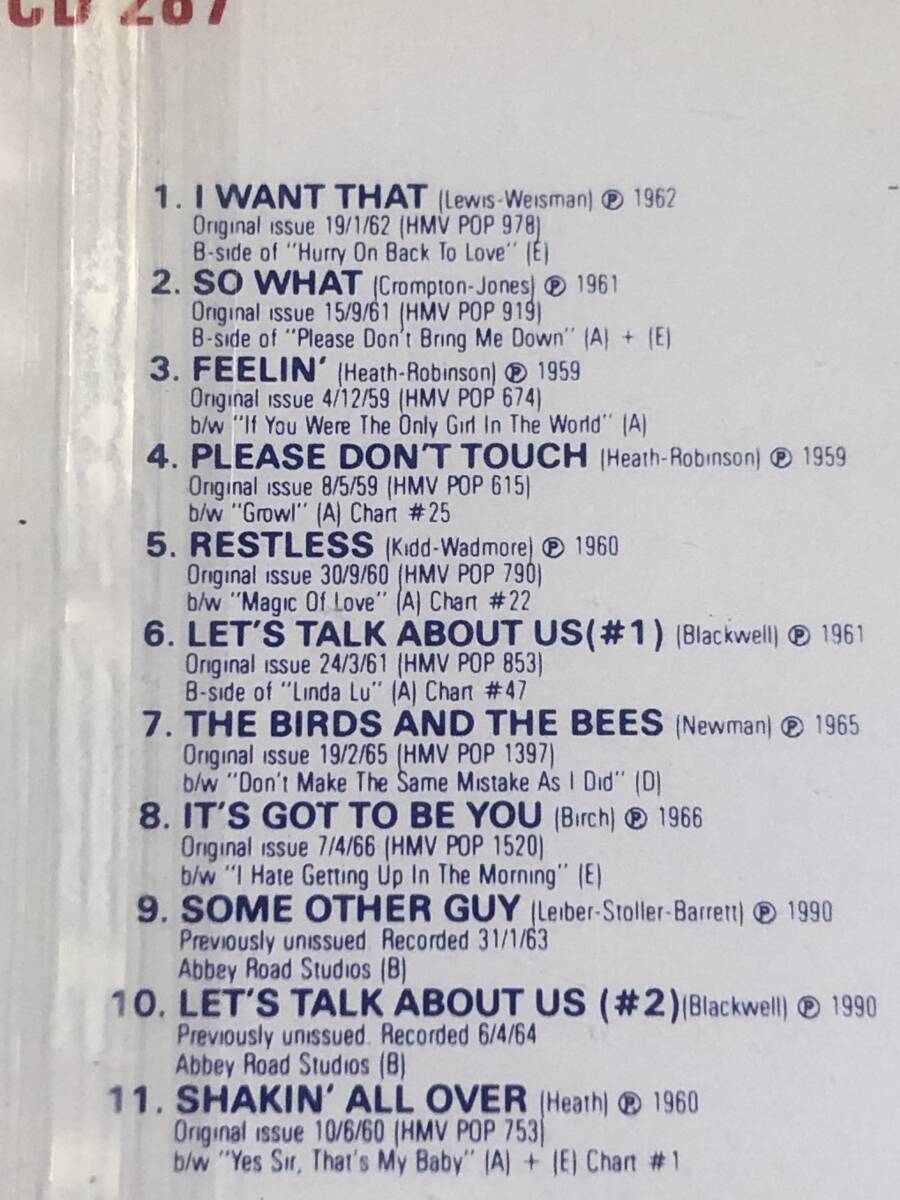 CD 287
1. I WANT THAT (Lewis-Weisman) ℗ 1962
Original issue 19/1/62 (HMV POP 978)
B-side of "Hurry On Back To Love" (E)
2. SO WHAT (Crompton-Jones) ℗ 1961
Original issue 15/9/61 (HMV POP 919)
B-side of "Please Don't Bring Me Down" (A) + (E)
3. FEELIN' (Heath-Robinson) ℗ 1959
Original issue 4/12/59 (HMV POP 674)
b/w "If You Were The Only Girl In The World" (A)
4. PLEASE DON'T TOUCH (Heath-Robinson) ℗ 1959
Original issue 8/5/59 (HMV POP 615)
b/w "Growl" (A) Chart #25
5. RESTLESS (Kidd-Wadmore) ℗ 1960
Original issue 30/9/60 (HMV POP 790)
b/w "Magic Of Love" (A) Chart #22
6. LET'S TALK ABOUT US(#1) (Blackwell) ℗ 1961
Original issue 24/3/61 (HMV POP 853)
B-side of "Linda Lu" (A) Chart #47
7. THE BIRDS AND THE BEES (Newman) ℗ 1965
Original issue 19/2/65 (HMV POP 1397)
b/w "Don't Make The Same Mistake As I Did" (D)
8. IT'S GOT TO BE YOU (Birch) ℗ 1966
Original issue 7/4/66 (HMV POP 1520)
b/w "I Hate Getting Up In The Morning" (E)
9. SOME OTHER GUY (Leiber-Stoller-Barrett) ℗ 1990
Previously unissued. Recorded 31/1/63
Abbey Road Studios (B)
10. LET'S TALK ABOUT US (#2)(Blackwell) ℗ 1990
Previously unissued. Recorded 6/4/64
Abbey Road Studios (B)
11. SHAKIN' ALL OVER (Heath) ℗ 1960
Original issue 10/6/60 (HMV POP 753)
b/w "Yes Sir, That's My Baby" (A) + (E) Chart #1